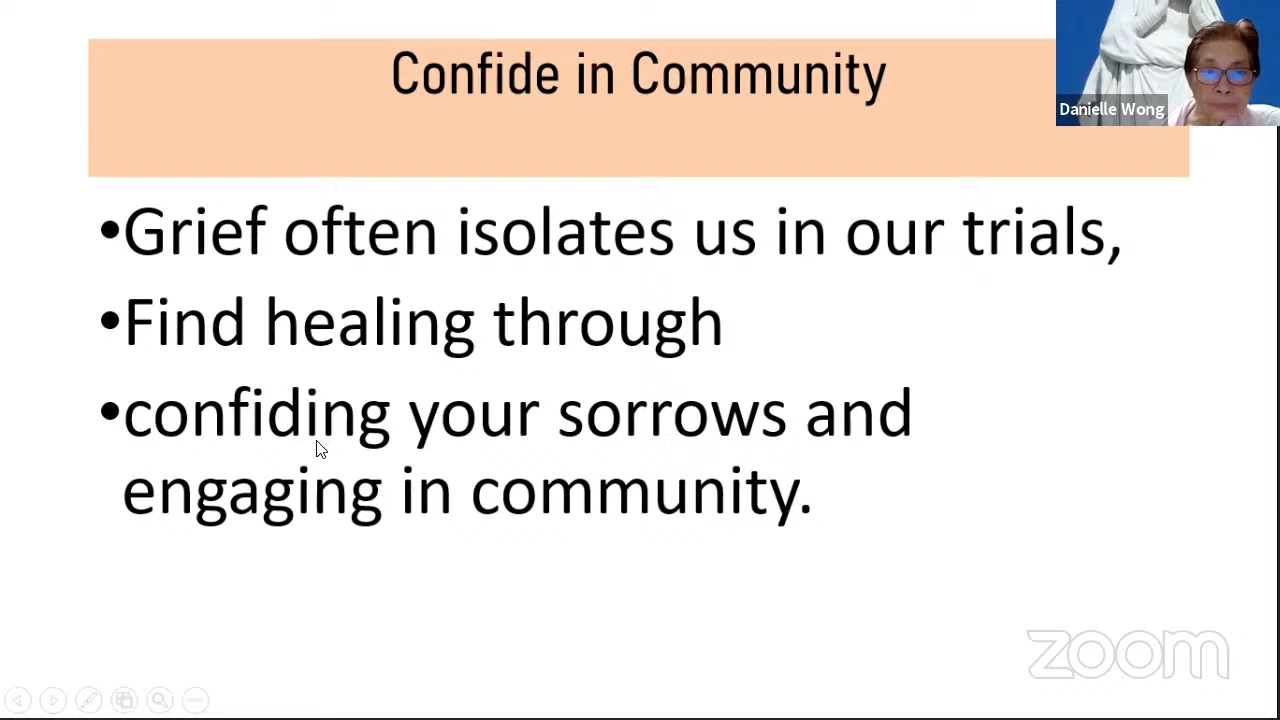 Confide in Community
Danielle Wong
•Grief often isolates us in our trials,
•Find healing through
•confiding your sorrows and
engaging in community.
zoom